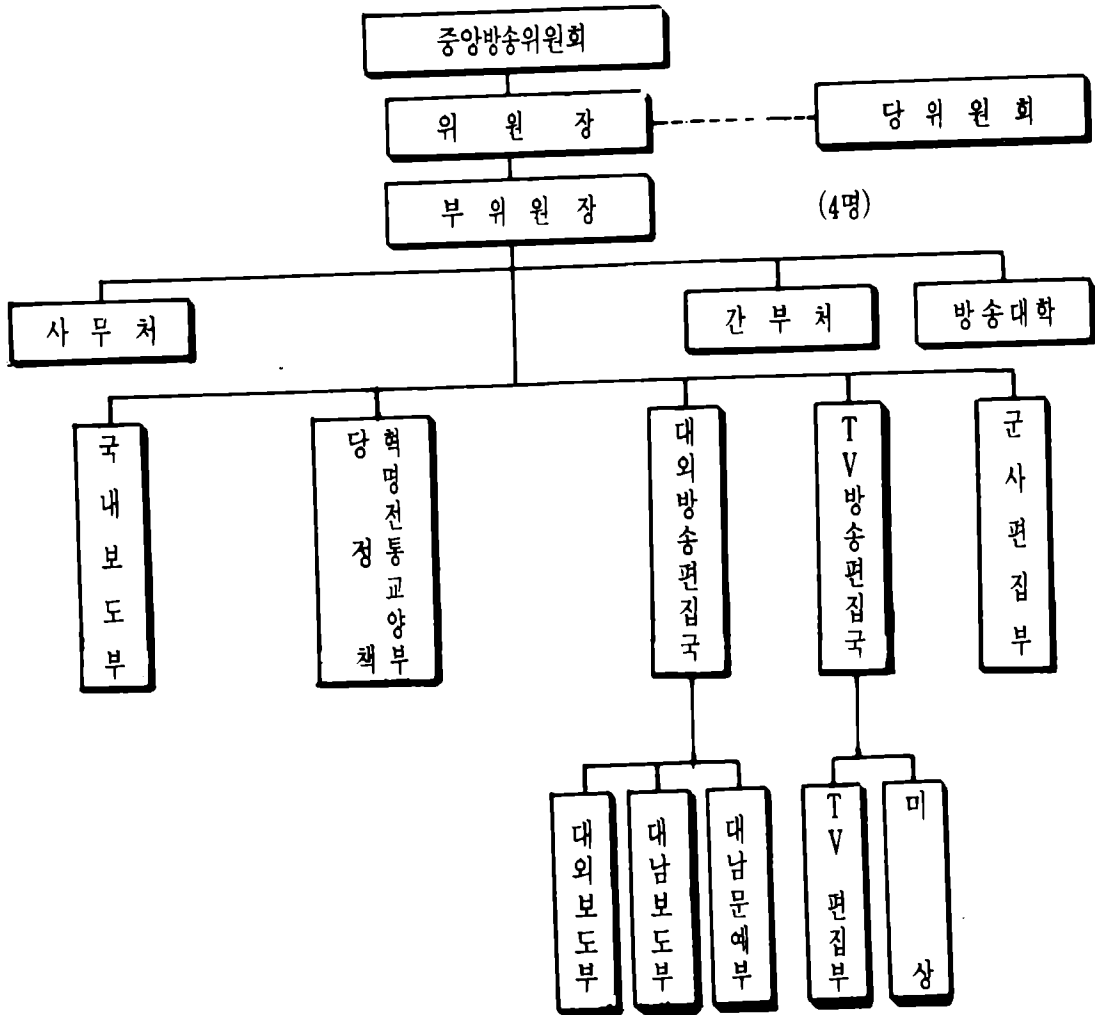 중앙방송위원회
위 원 장
당 위 원 회
부 위 원 장
(4명)
사 무 처
간 부 처
방송대학
국내보도부
당 정 책
혁명전통교양부
대외방송편집국
TV방송편집국
군사편집부
대외보도부
대남보도부
대남문예부
TV 편집부
미 상